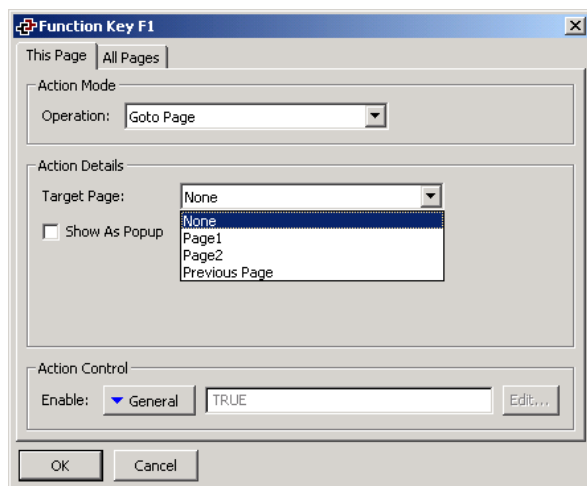 Function Key F1
This Page All Pages
Action Mode
Operation: Goto Page
Action Details
Target Page: None
None
Show As Popup
Page1
Page2
Previous Page
Action Control
Enable: General TRUE Edit...
OK Cancel